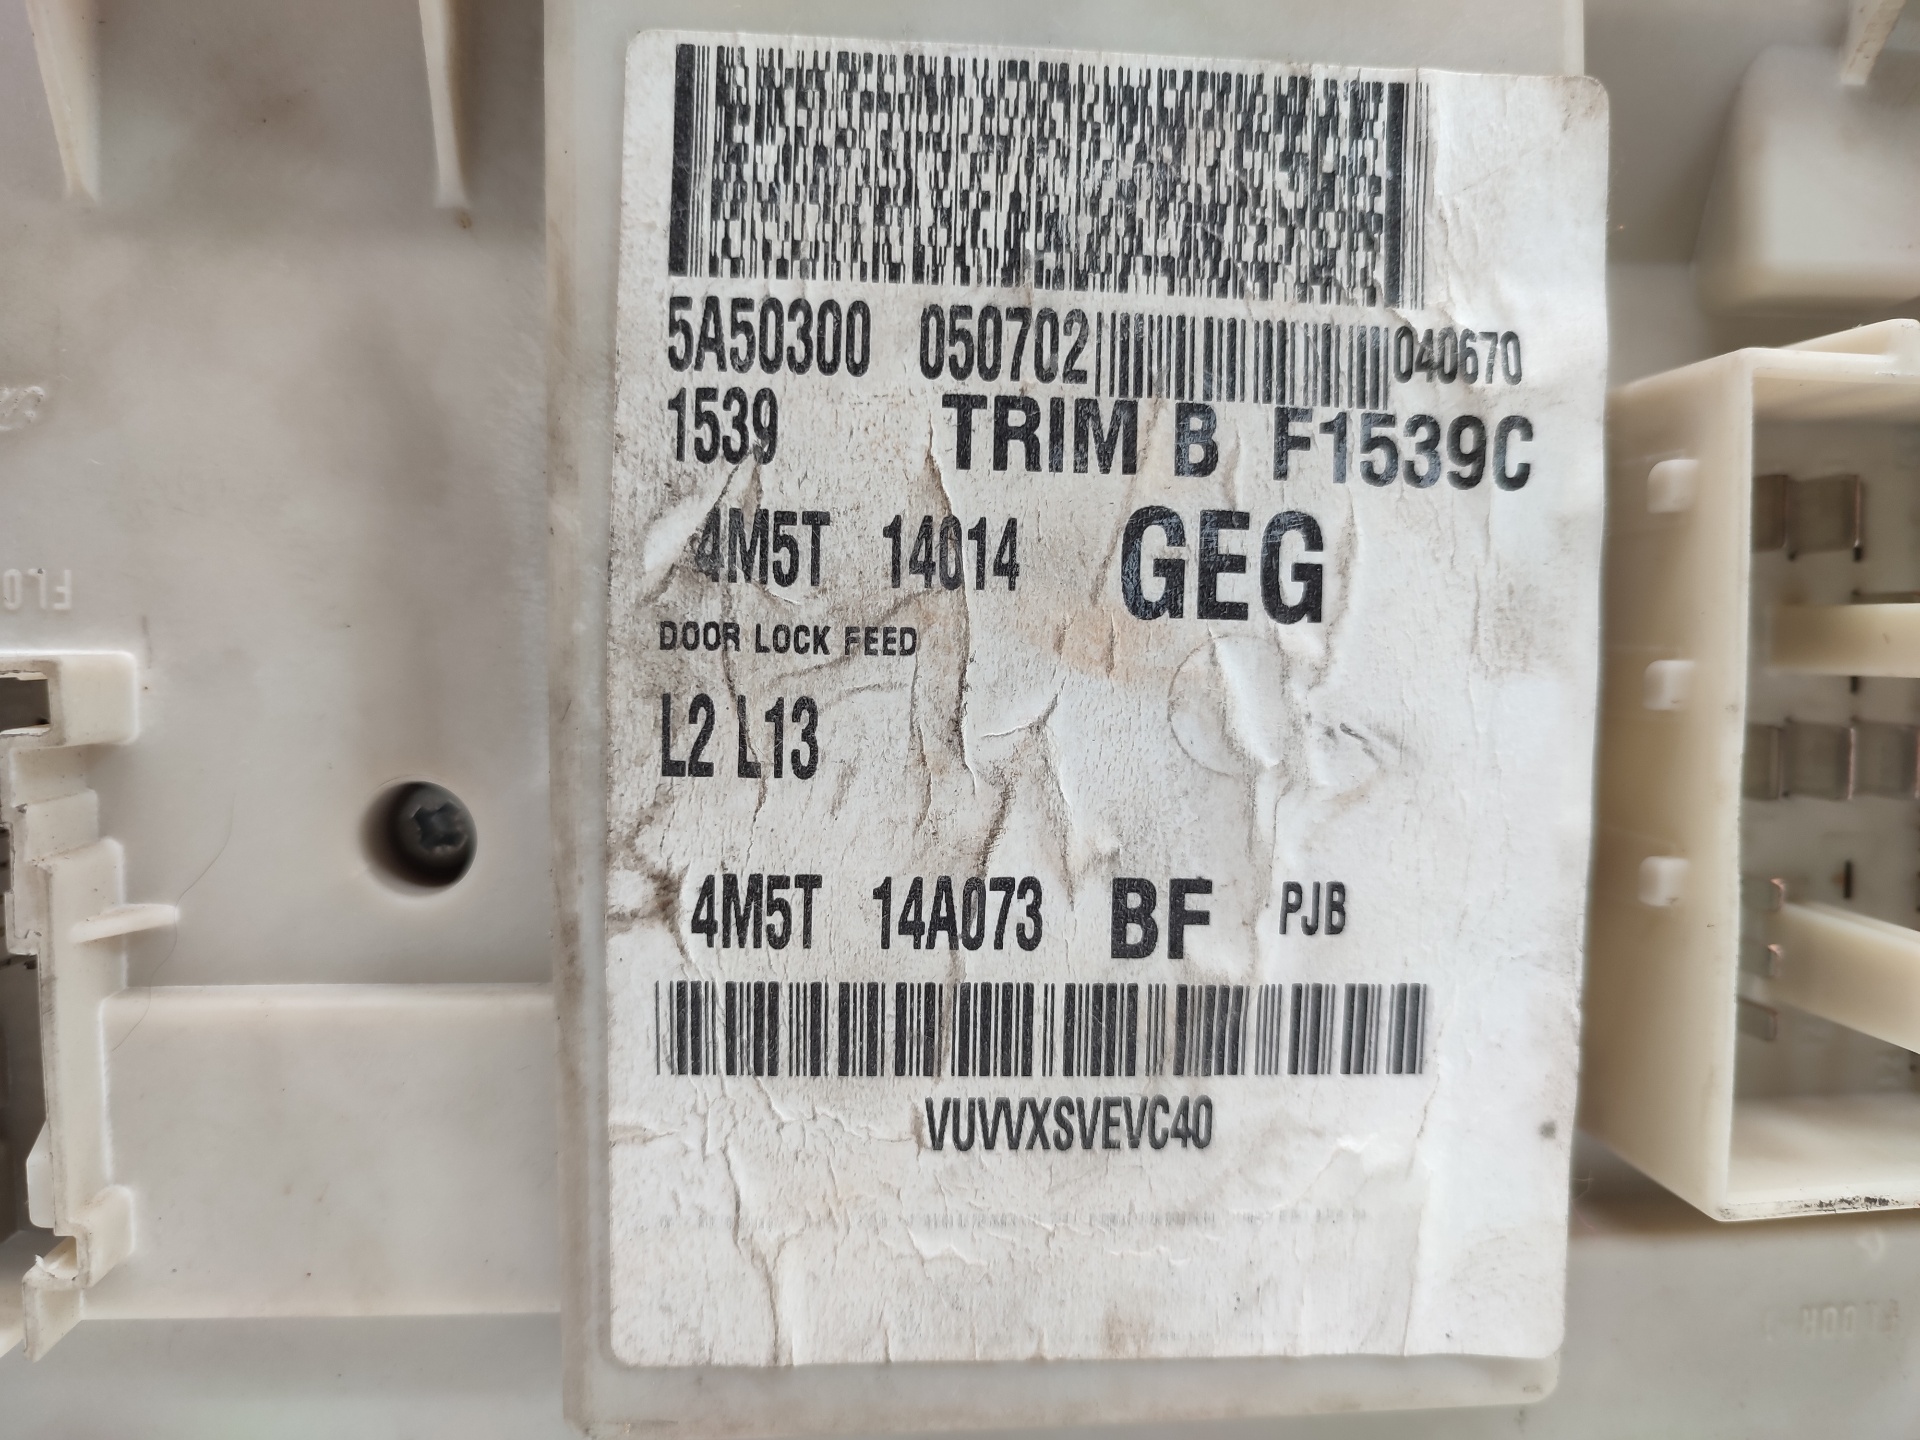 5A50300 050702 040670
1539 TRIM B F1539C
4M5T 14014 GEG
DOOR LOCK FEED
L2 L13
4M5T 14A073 BF PJB
VUVVXSVEVC40